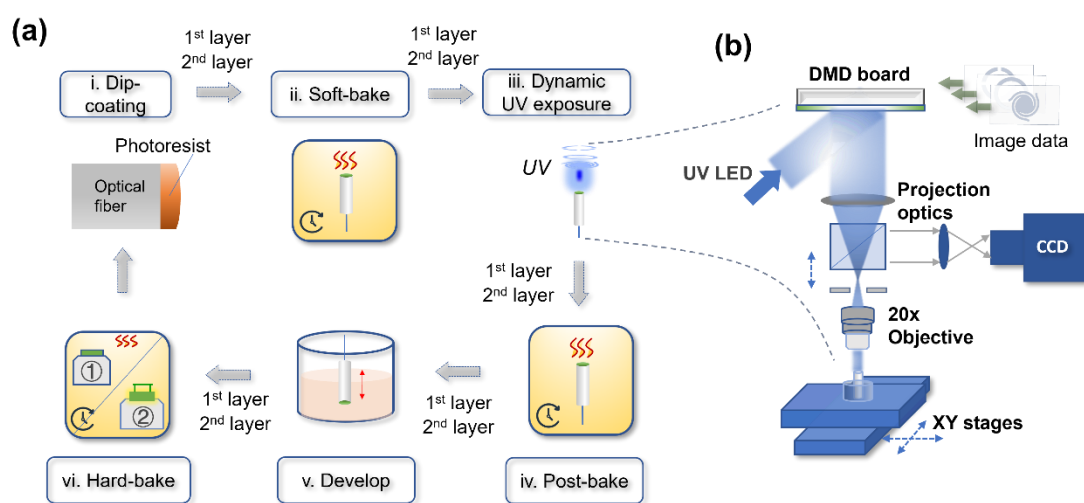 (a)
1st layer
2nd layer
1st layer
2nd layer
i. Dip-
coating
ii. Soft-bake
iii. Dynamic
UV exposure
Photoresist
Optical
fiber
UV
1st layer
2nd layer
①
②
1st layer
2nd layer
1st layer
2nd layer
vi. Hard-bake
v. Develop
iv. Post-bake
(b)
DMD board
Image data
UV LED
Projection
optics
CCD
20x
Objective
XY stages